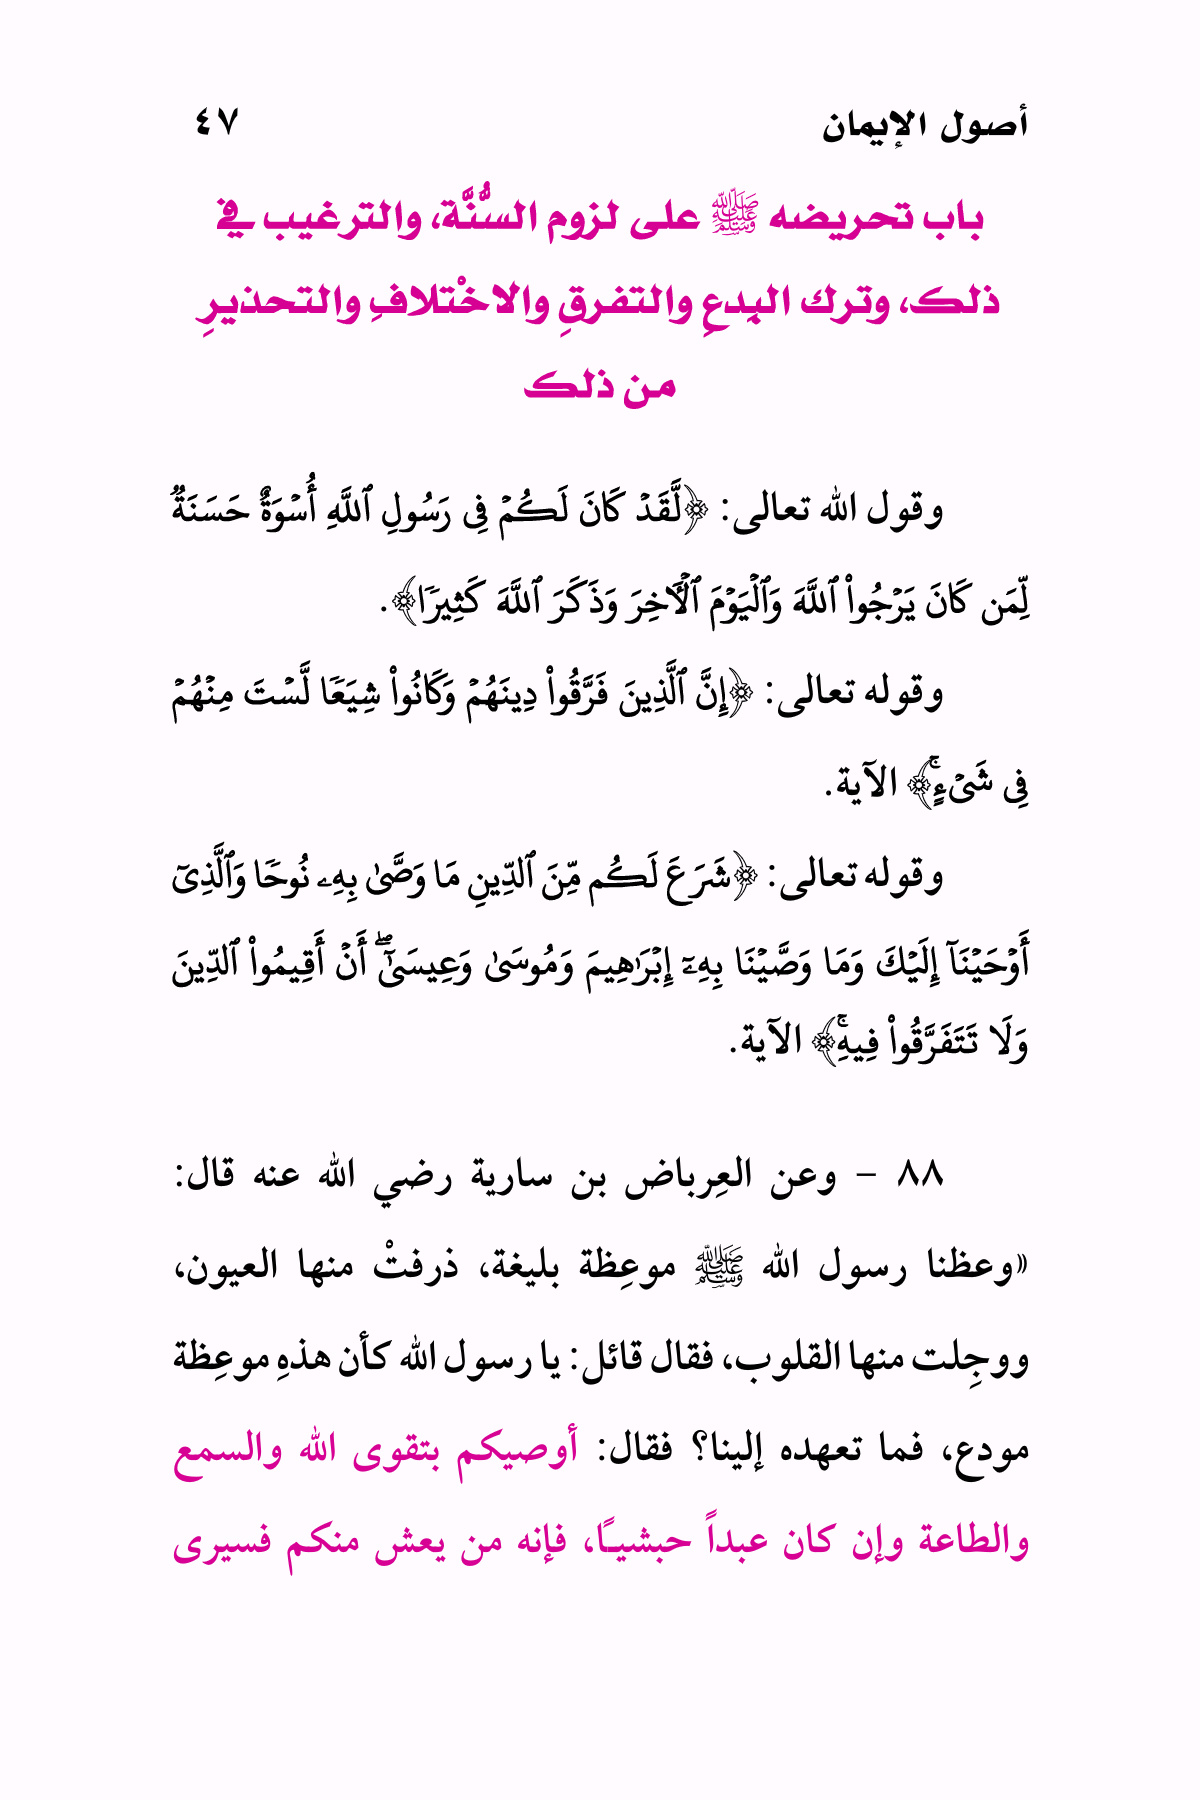 أصول الإيمان ٤٧
باب تحريضه ﷺ على لزوم السُّنَّة، والترغيب في
ذلك، وترك البِدعِ والتفرقِ والاخْتلافِ والتحذيرِ
من ذلك
وقول الله تعالى: ﴿لَّقَدۡ كَانَ لَكُمۡ فِي رَسُولِ ٱللَّهِ أُسۡوَةٌ حَسَنَةٞ
لِّمَن كَانَ يَرۡجُواْ ٱللَّهَ وَٱلۡيَوۡمَ ٱلۡأٓخِرَ وَذَكَرَ ٱللَّهَ كَثِيرٗا﴾.
وقوله تعالى: ﴿إِنَّ ٱلَّذِينَ فَرَّقُواْ دِينَهُمۡ وَكَانُواْ شِيَعٗا لَّسۡتَ مِنۡهُمۡ
فِي شَيۡءٍۚ﴾ الآية.
وقوله تعالى: ﴿شَرَعَ لَكُم مِّنَ ٱلدِّينِ مَا وَصَّىٰ بِهِۦ نُوحٗا وَٱلَّذِيٓ
أَوۡحَيۡنَآ إِلَيۡكَ وَمَا وَصَّيۡنَا بِهِۦٓ إِبۡرَٰهِيمَ وَمُوسَىٰ وَعِيسَىٰٓۖ أَنۡ أَقِيمُواْ ٱلدِّينَ
وَلَا تَتَفَرَّقُواْ فِيهِۚ﴾ الآية.
٨٨ – وعن العِرباض بن سارية رضي الله عنه قال:
«وعظنا رسول الله ﷺ موعِظة بليغة، ذرفتْ منها العيون،
ووجِلت منها القلوب، فقال قائل: يا رسول الله كأن هذهِ موعِظة
مودع، فما تعهده إلينا؟ فقال: أوصيكم بتقوى الله والسمع
والطاعة وإن كان عبداً حبشيـًا، فإنه من يعش منكم فسيرى